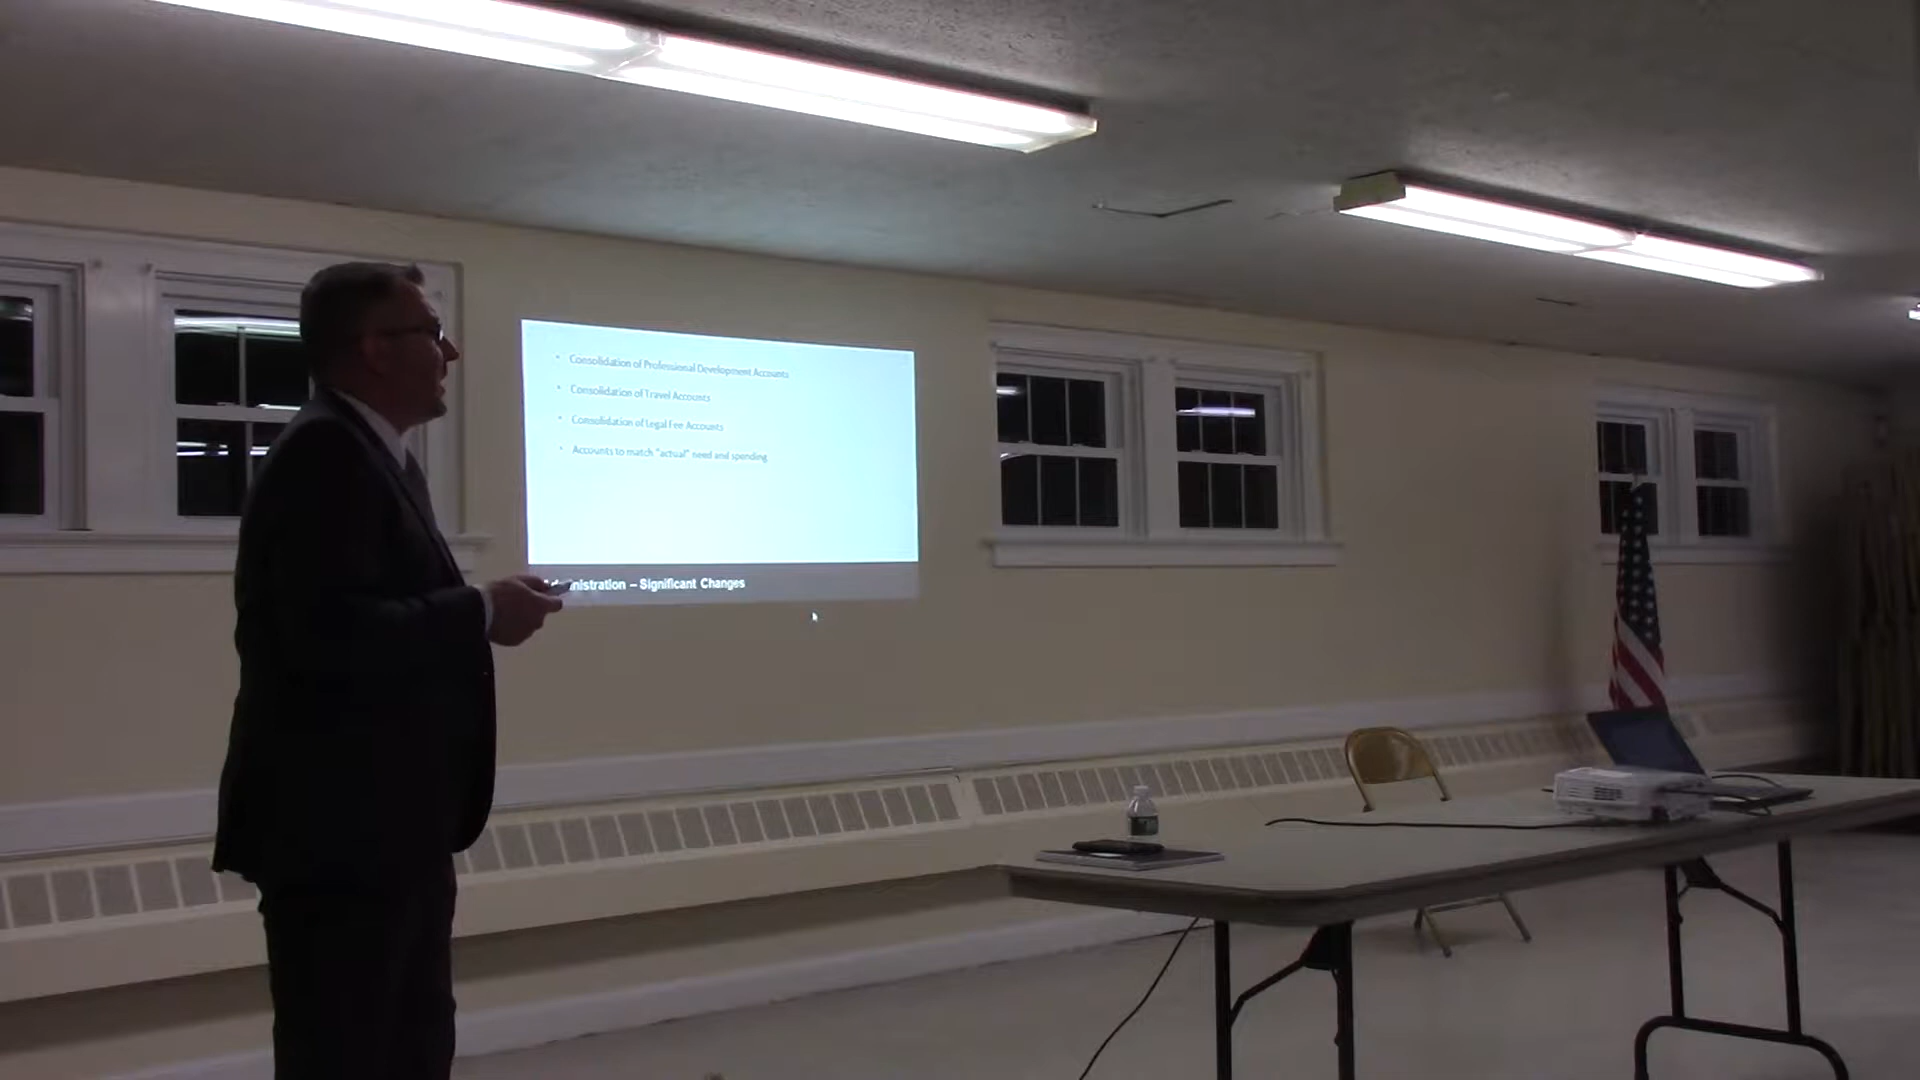 • Consolidation of Professional Development Accounts
• Consolidation of Travel Accounts
• Consolidation of Legal Fee Accounts
• Accounts to match "actual" need and spending
Administration – Significant Changes